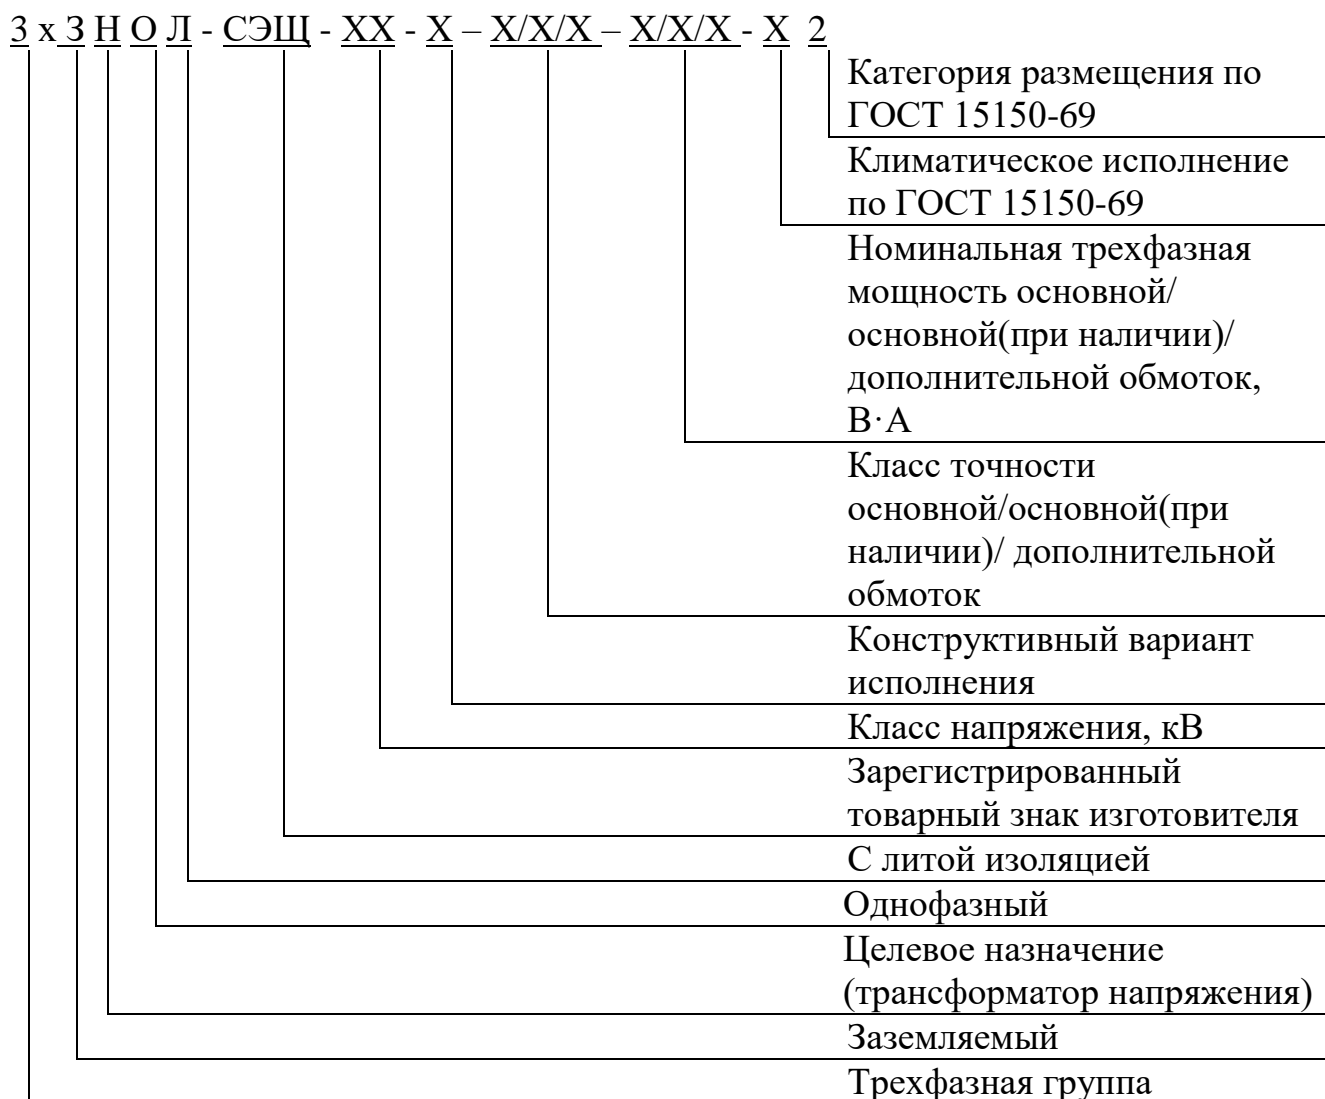 3 x З Н О Л - СЭЩ - ХХ - Х – Х/Х/Х – Х/Х/Х - Х 2
Категория размещения по
ГОСТ 15150-69
Климатическое исполнение
по ГОСТ 15150-69
Номинальная трехфазная
мощность основной/
основной(при наличии)/
дополнительной обмоток,
В·А
Класс точности
основной/основной(при
наличии)/ дополнительной
обмоток
Конструктивный вариант
исполнения
Класс напряжения, кВ
Зарегистрированный
товарный знак изготовителя
С литой изоляцией
Однофазный
Целевое назначение
(трансформатор напряжения)
Заземляемый
Трехфазная группа